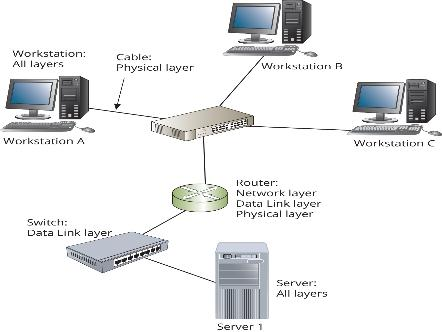 Workstation:
All layers
Cable:
Physical layer
Workstation B
Workstation A
Workstation C
Router:
Network layer
Data Link layer
Physical layer
Switch:
Data Link layer
Server:
All layers
Server 1